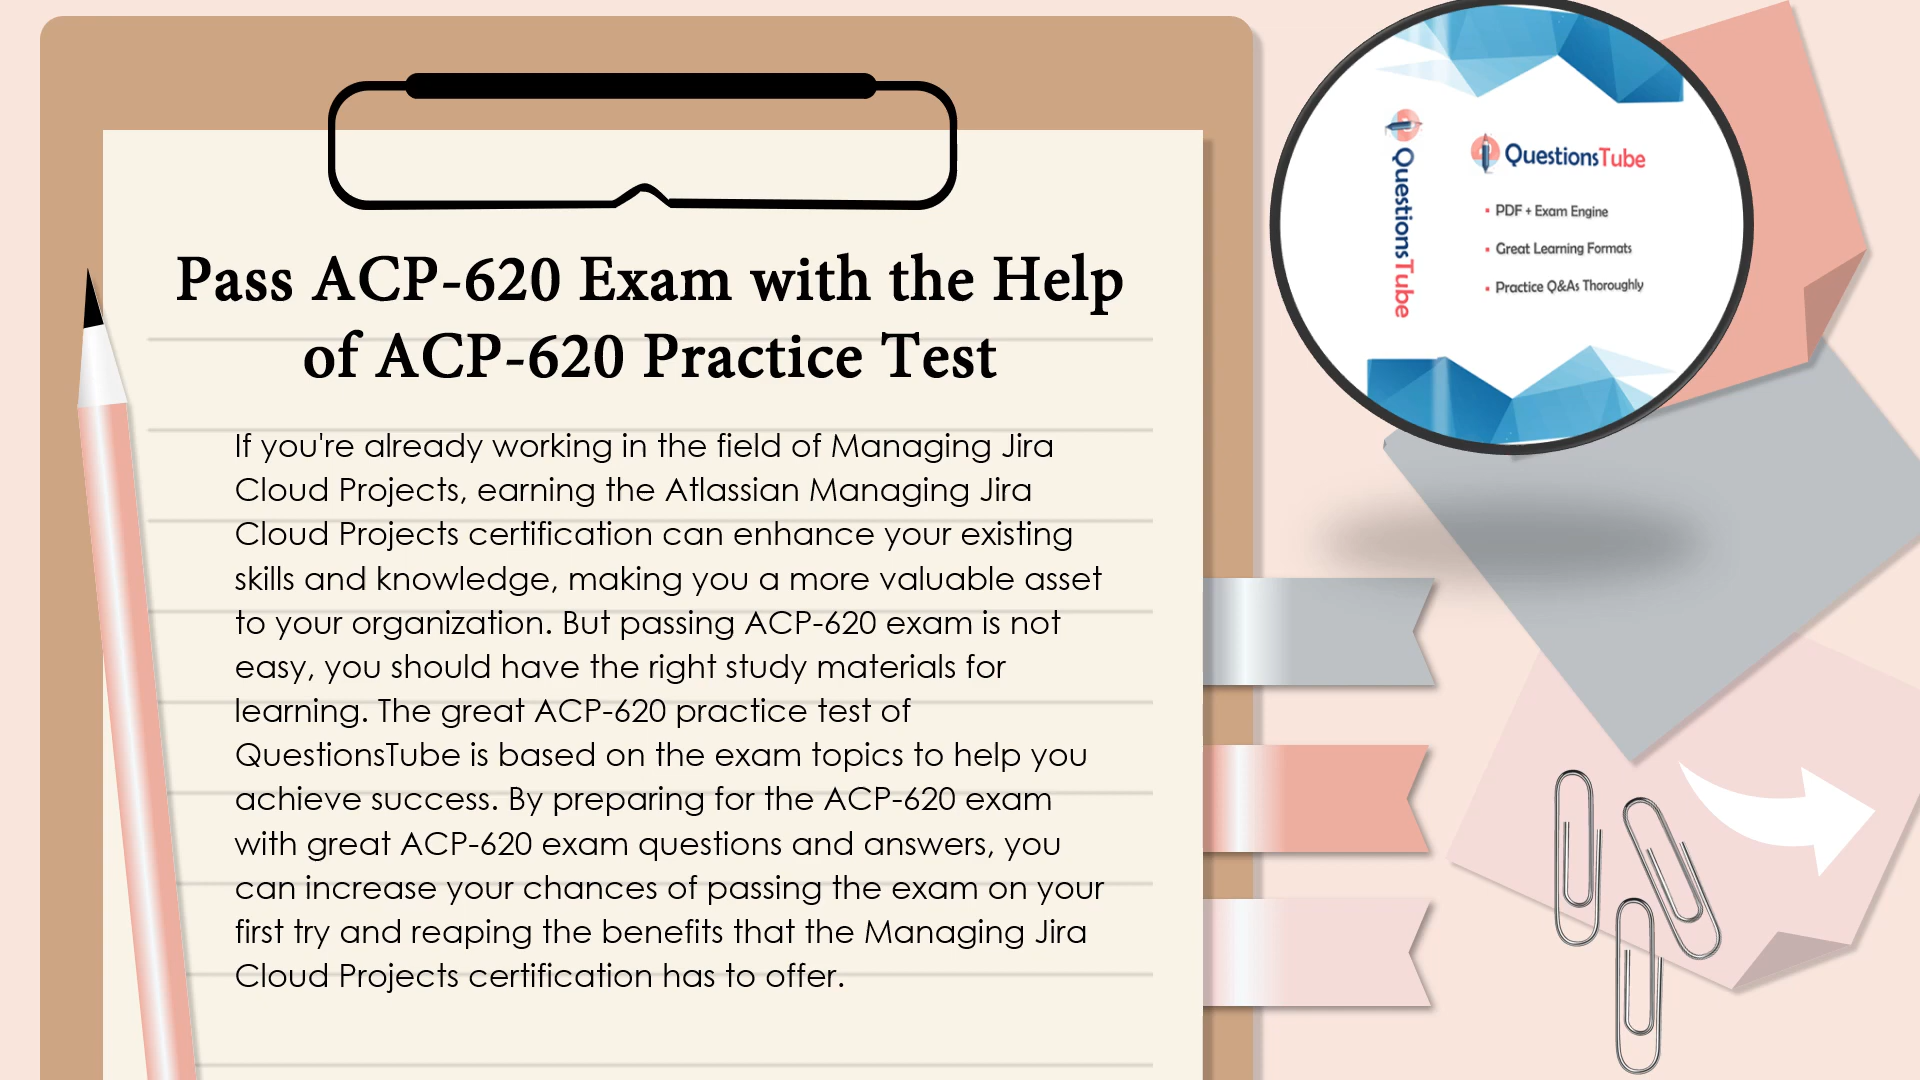 Pass ACP-620 Exam with the Help
of ACP-620 Practice Test
If you're already working in the field of Managing Jira
Cloud Projects, earning the Atlassian Managing Jira
Cloud Projects certification can enhance your existing
skills and knowledge, making you a more valuable asset
to your organization. But passing ACP-620 exam is not
easy, you should have the right study materials for
learning. The great ACP-620 practice test of
QuestionsTube is based on the exam topics to help you
achieve success. By preparing for the ACP-620 exam
with great ACP-620 exam questions and answers, you
can increase your chances of passing the exam on your
first try and reaping the benefits that the Managing Jira
Cloud Projects certification has to offer.
QuestionsTube
QuestionsTube
PDF + Exam Engine
Great Learning Formats
Practice Q&As Thoroughly